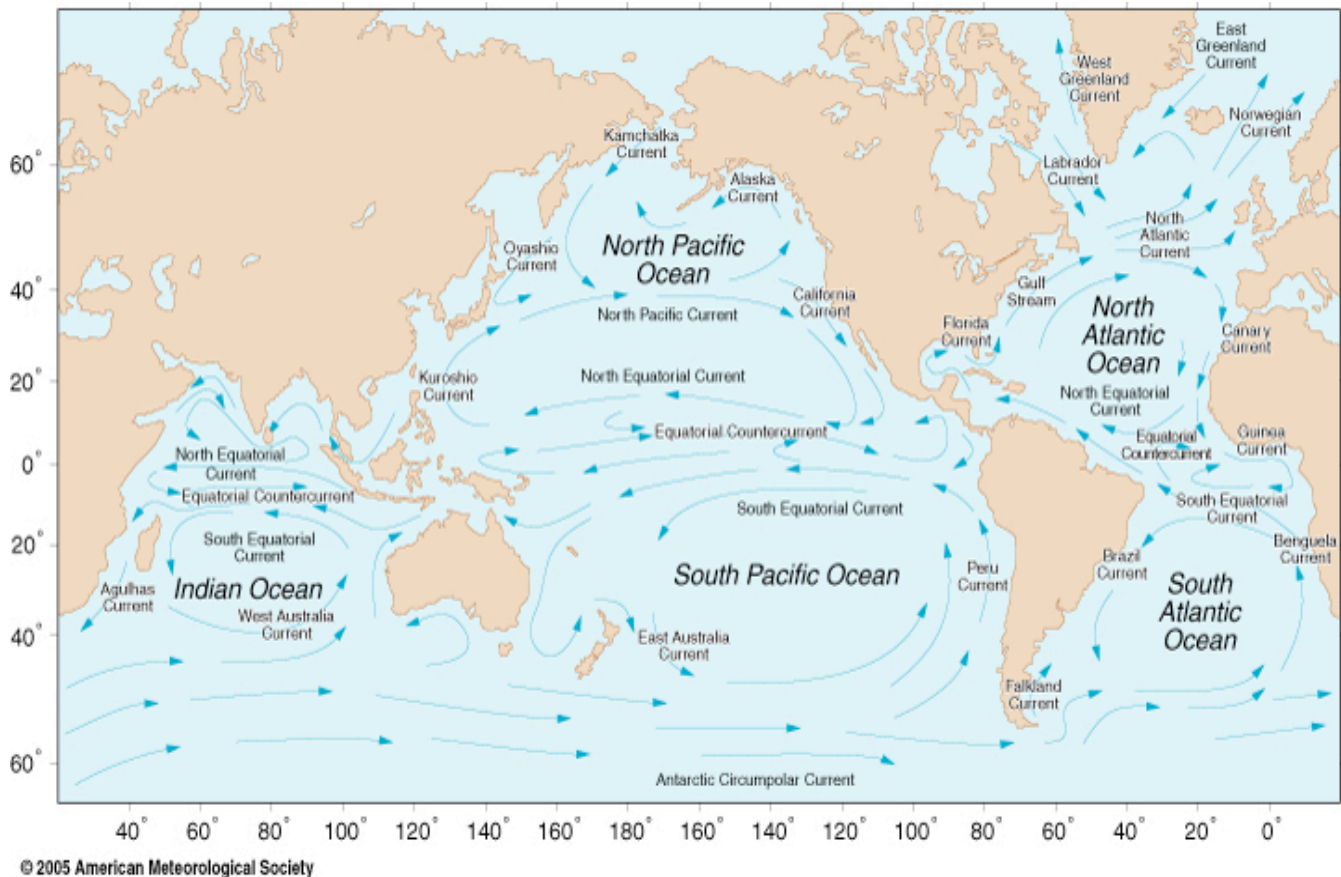 East
Greenland
Current
West
Greenland
Current
Norwegian
Current
Kamchatka
Current
Labrador
Current
Alaska
Current
60°
North
Atlantic
Current
Oyashio
Current
North Pacific
Ocean
40°
Gulf
Stream
California
Current
North Pacific Current
North
Atlantic
Ocean
Florida
Current
Canary
Current
20°
Kuroshio
Current
North Equatorial Current
North Equatorial
Current
Equatorial Countercurrent
Equatorial
Countercurrent
Guinea
Current
0°
North Equatorial
Current
Equatorial Countercurrent
South Equatorial Current
South Equatorial
Current
20°
South Equatorial
Current
Benguela
Current
Brazil
Current
Peru
Current
Agulhas
Current
Indian Ocean
South Pacific Ocean
South
Atlantic
Ocean
West Australia
Current
40°
East Australia
Current
Falkland
Current
60°
Antarctic Circumpolar Current
40° 60° 80° 100° 120° 140° 160° 180° 160° 140° 120° 100° 80° 60° 40° 20° 0°
© 2005 American Meteorological Society